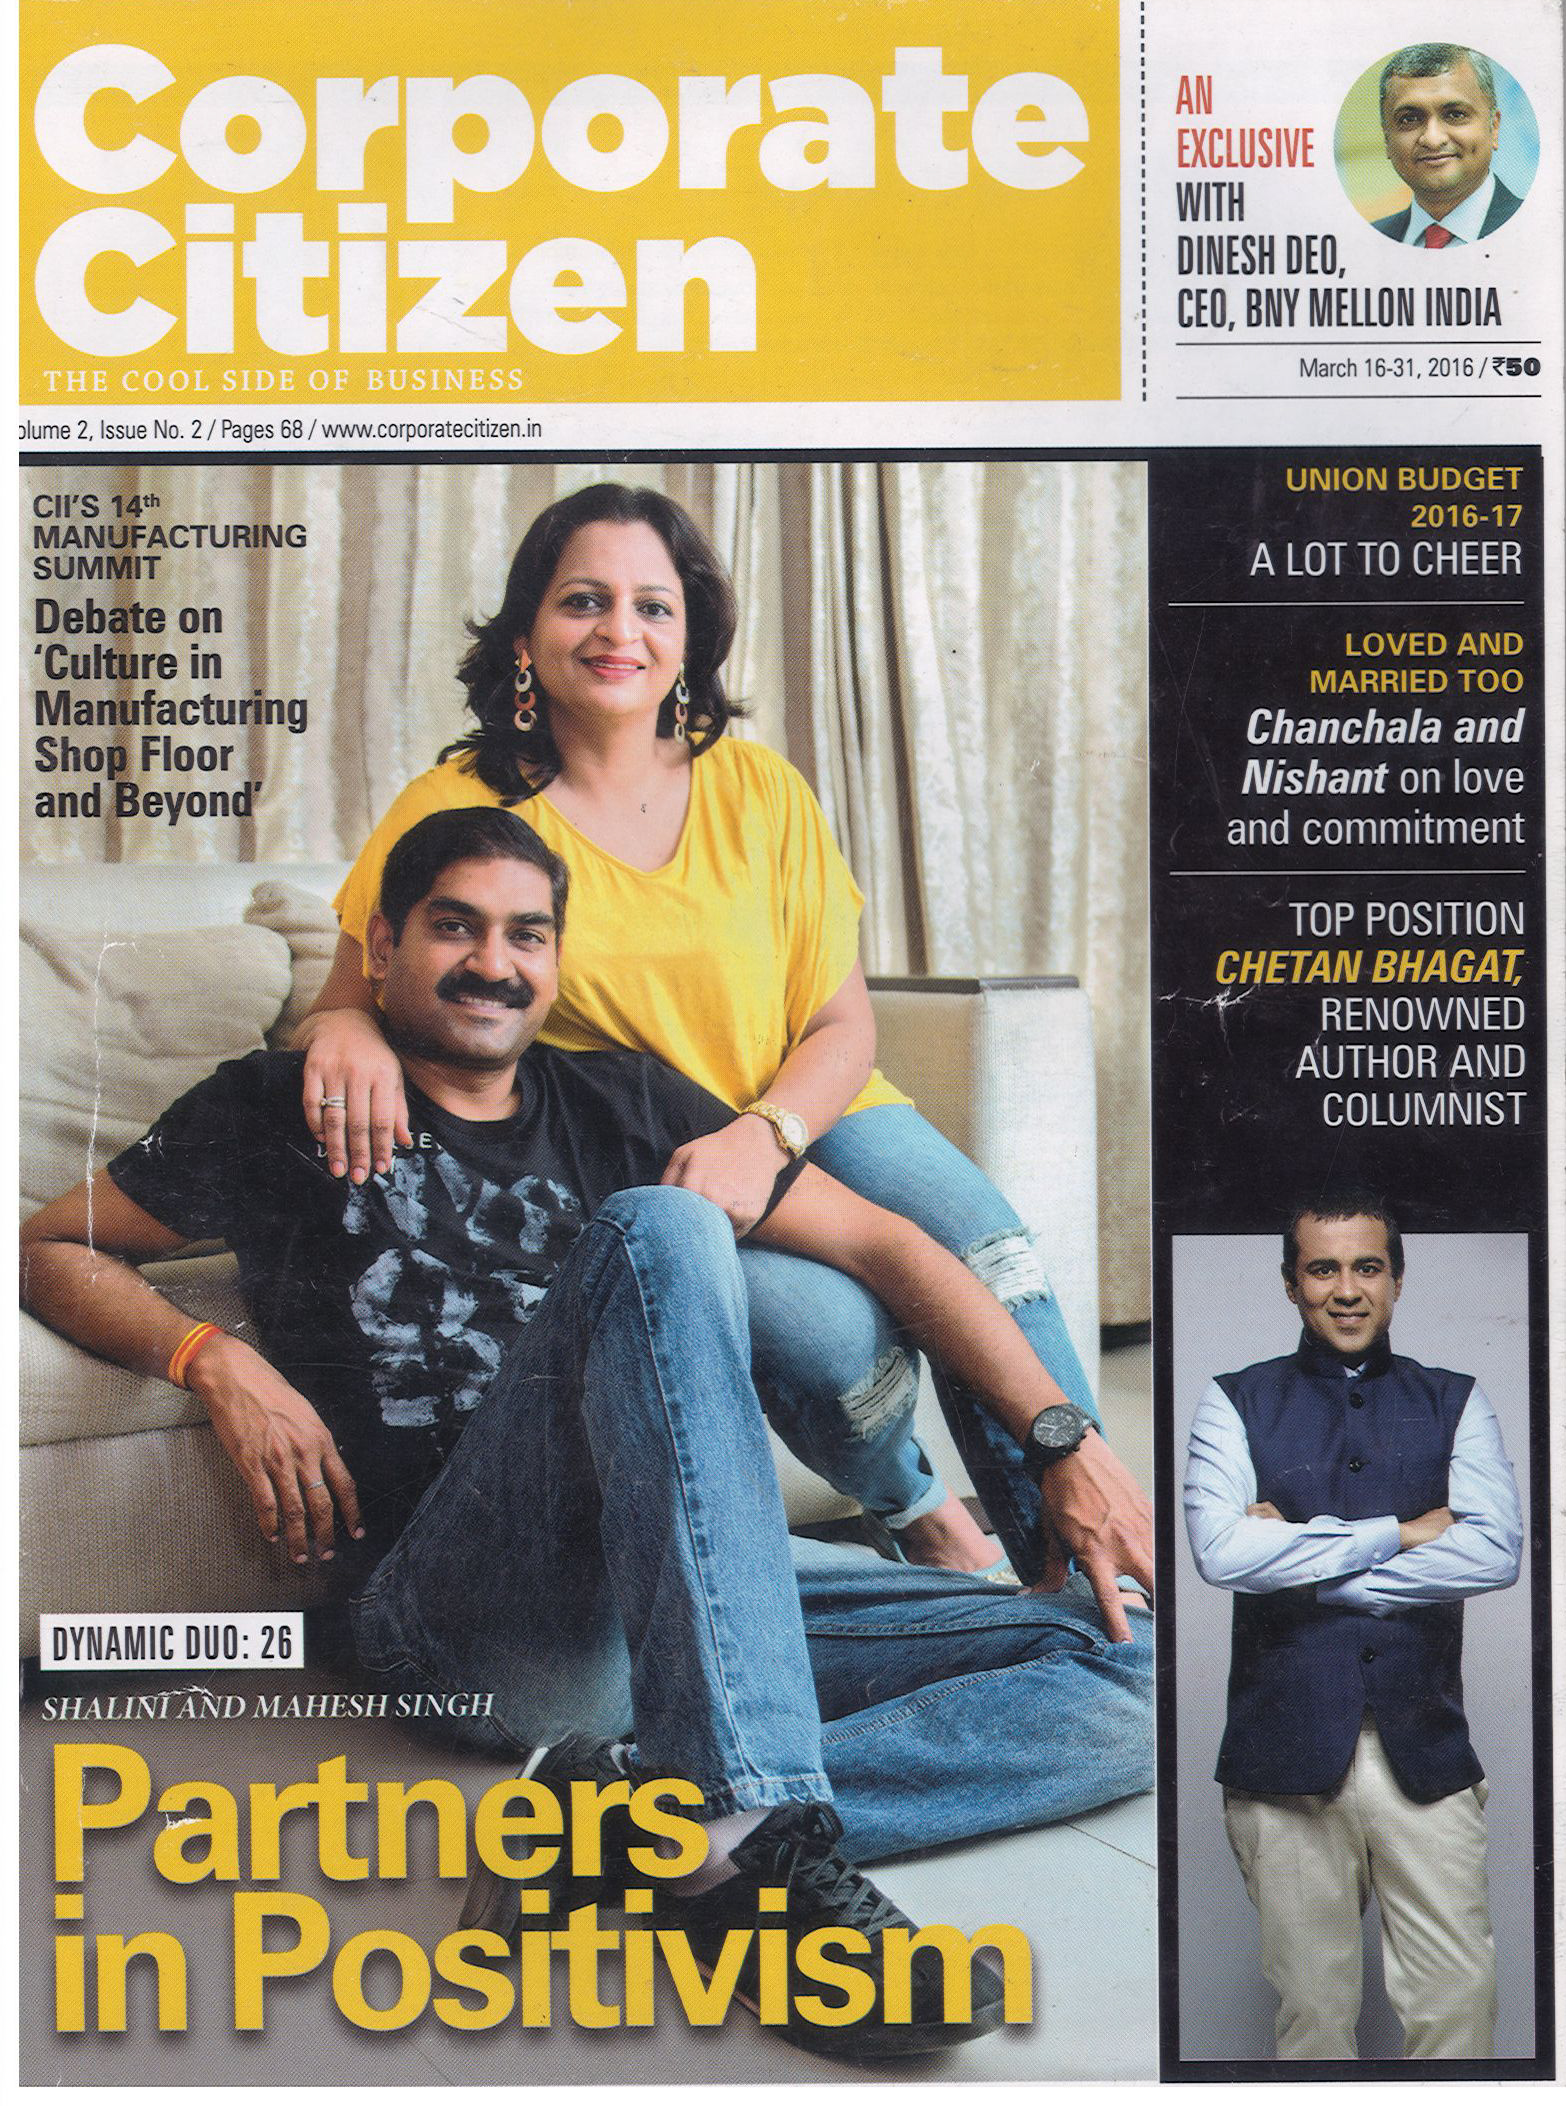 Corporate
Citizen
THE COOL SIDE OF BUSINESS
AN
EXCLUSIVE
WITH
DINESH DEO,
CEO, BNY MELLON INDIA
March 16-31, 2016 / ₹50
olume 2, Issue No. 2 / Pages 68 / www.corporatecitizen.in
CII'S 14th
MANUFACTURING
SUMMIT
Debate on
‘Culture in
Manufacturing
Shop Floor
and Beyond’
UNION BUDGET
2016-17
A LOT TO CHEER
LOVED AND
MARRIED TOO
Chanchala and
Nishant on love
and commitment
TOP POSITION
CHETAN BHAGAT,
RENOWNED
AUTHOR AND
COLUMNIST
DYNAMIC DUO: 26
SHALINI AND MAHESH SINGH
Partners
in Positivism